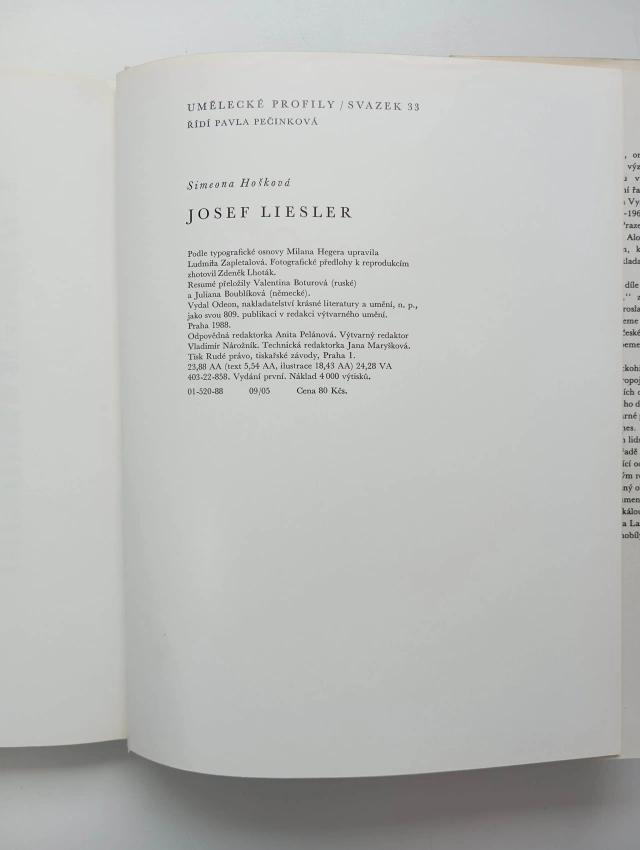 UMĚLECKÉ PROFILY / SVAZEK 33
ŘÍDÍ PAVLA PEČINKOVÁ
Simeona Hošková
JOSEF LIESLER
Podle typografické osnovy Milana Hegera upravila
Ludmila Zapletalová. Fotografické předlohy k reprodukcím
zhotovil Zdeněk Lhoták.
Resumé přeložily Valentina Boturová (ruské)
a Juliana Boublíková (německé).
Vydal Odeon, nakladatelství krásné literatury a umění, n. p.,
jako svou 809. publikaci v redakci výtvarného umění.
Praha 1988.
Odpovědná redaktorka Anita Pelánová. Výtvarný redaktor
Vladimír Nárožník. Technická redaktorka Jana Maryšková.
Tisk Rudé právo, tiskařské závody, Praha 1.
23,88 AA (text 5,54 AA, ilustrace 18,43 AA) 24,28 VA
403-22-858. Vydání první. Náklad 4 000 výtisků.
01-520-88 09/05 Cena 80 Kčs.